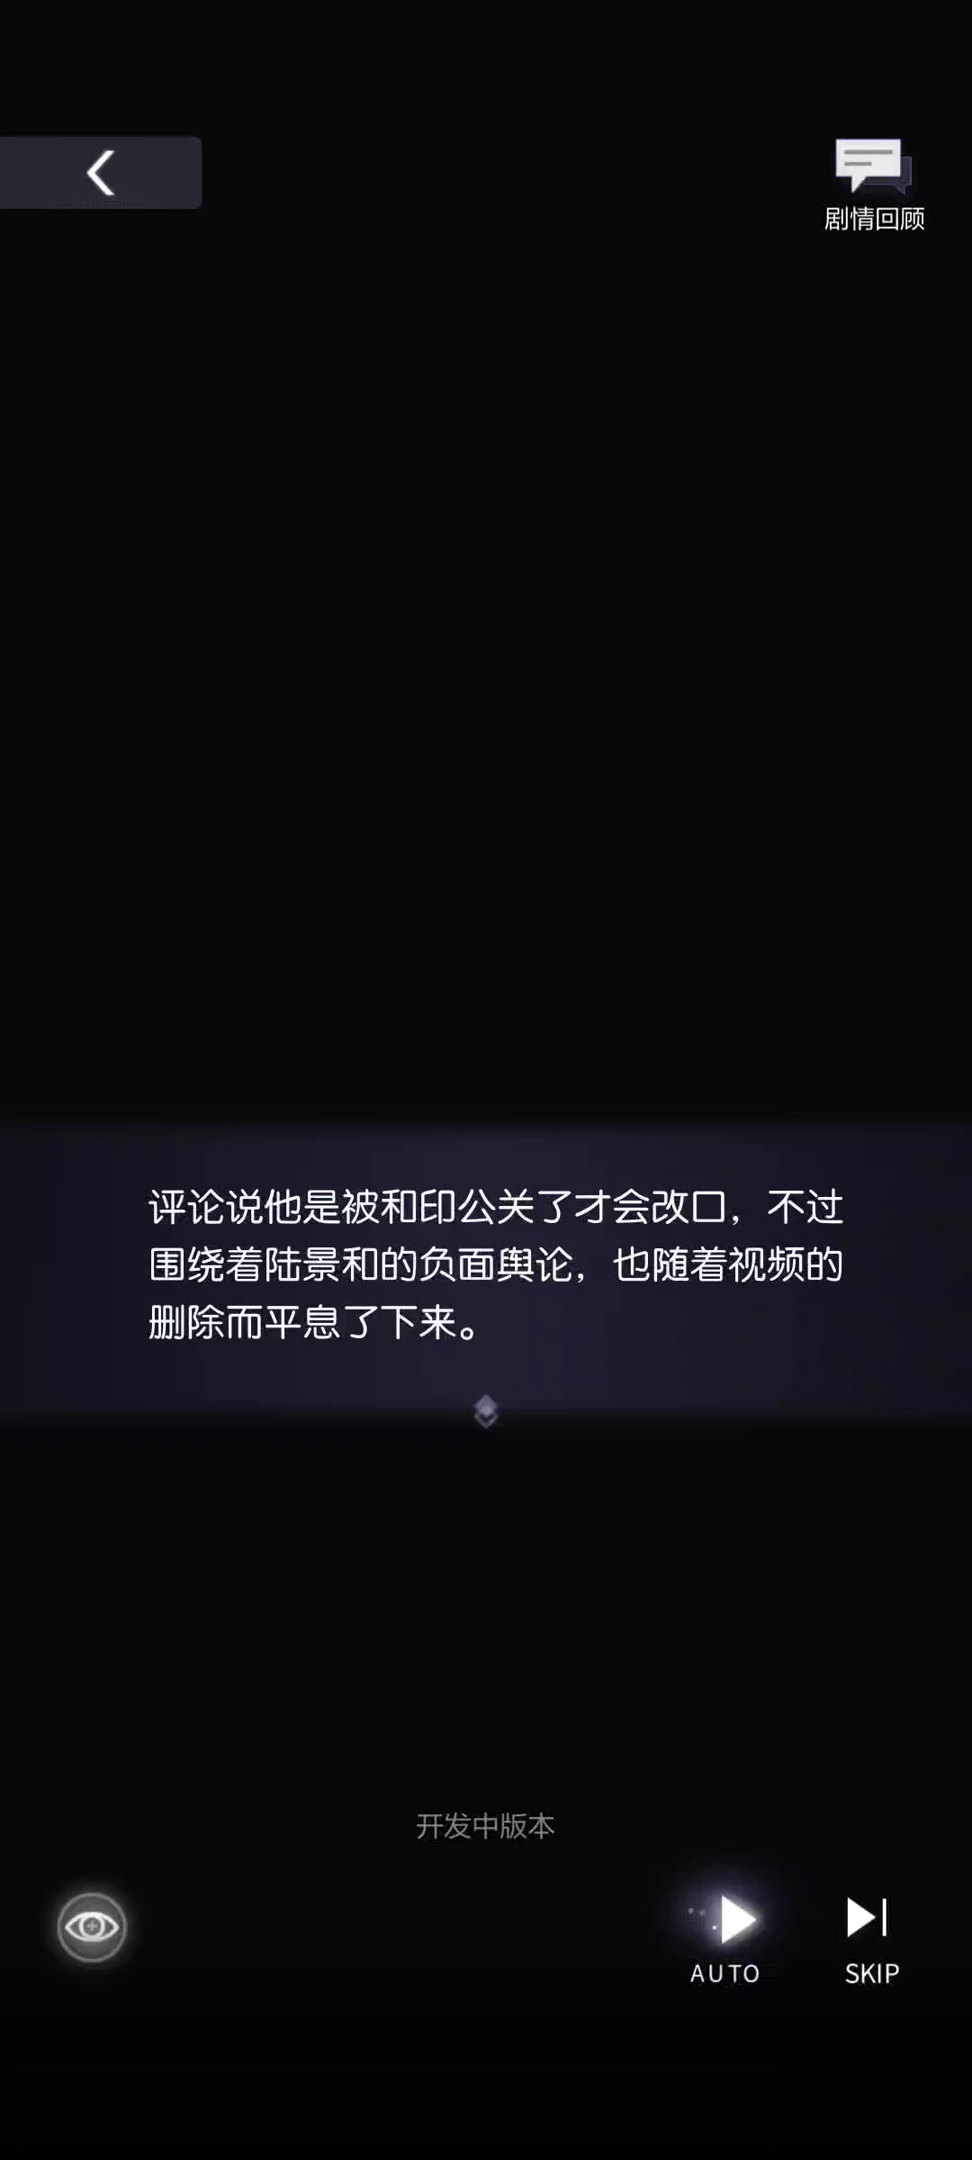 剧情回顾
评论说他是被和印公关了才会改口，不过
围绕着陆景和的负面舆论，也随着视频的
删除而平息了下来。
开发中版本
AUTO
SKIP